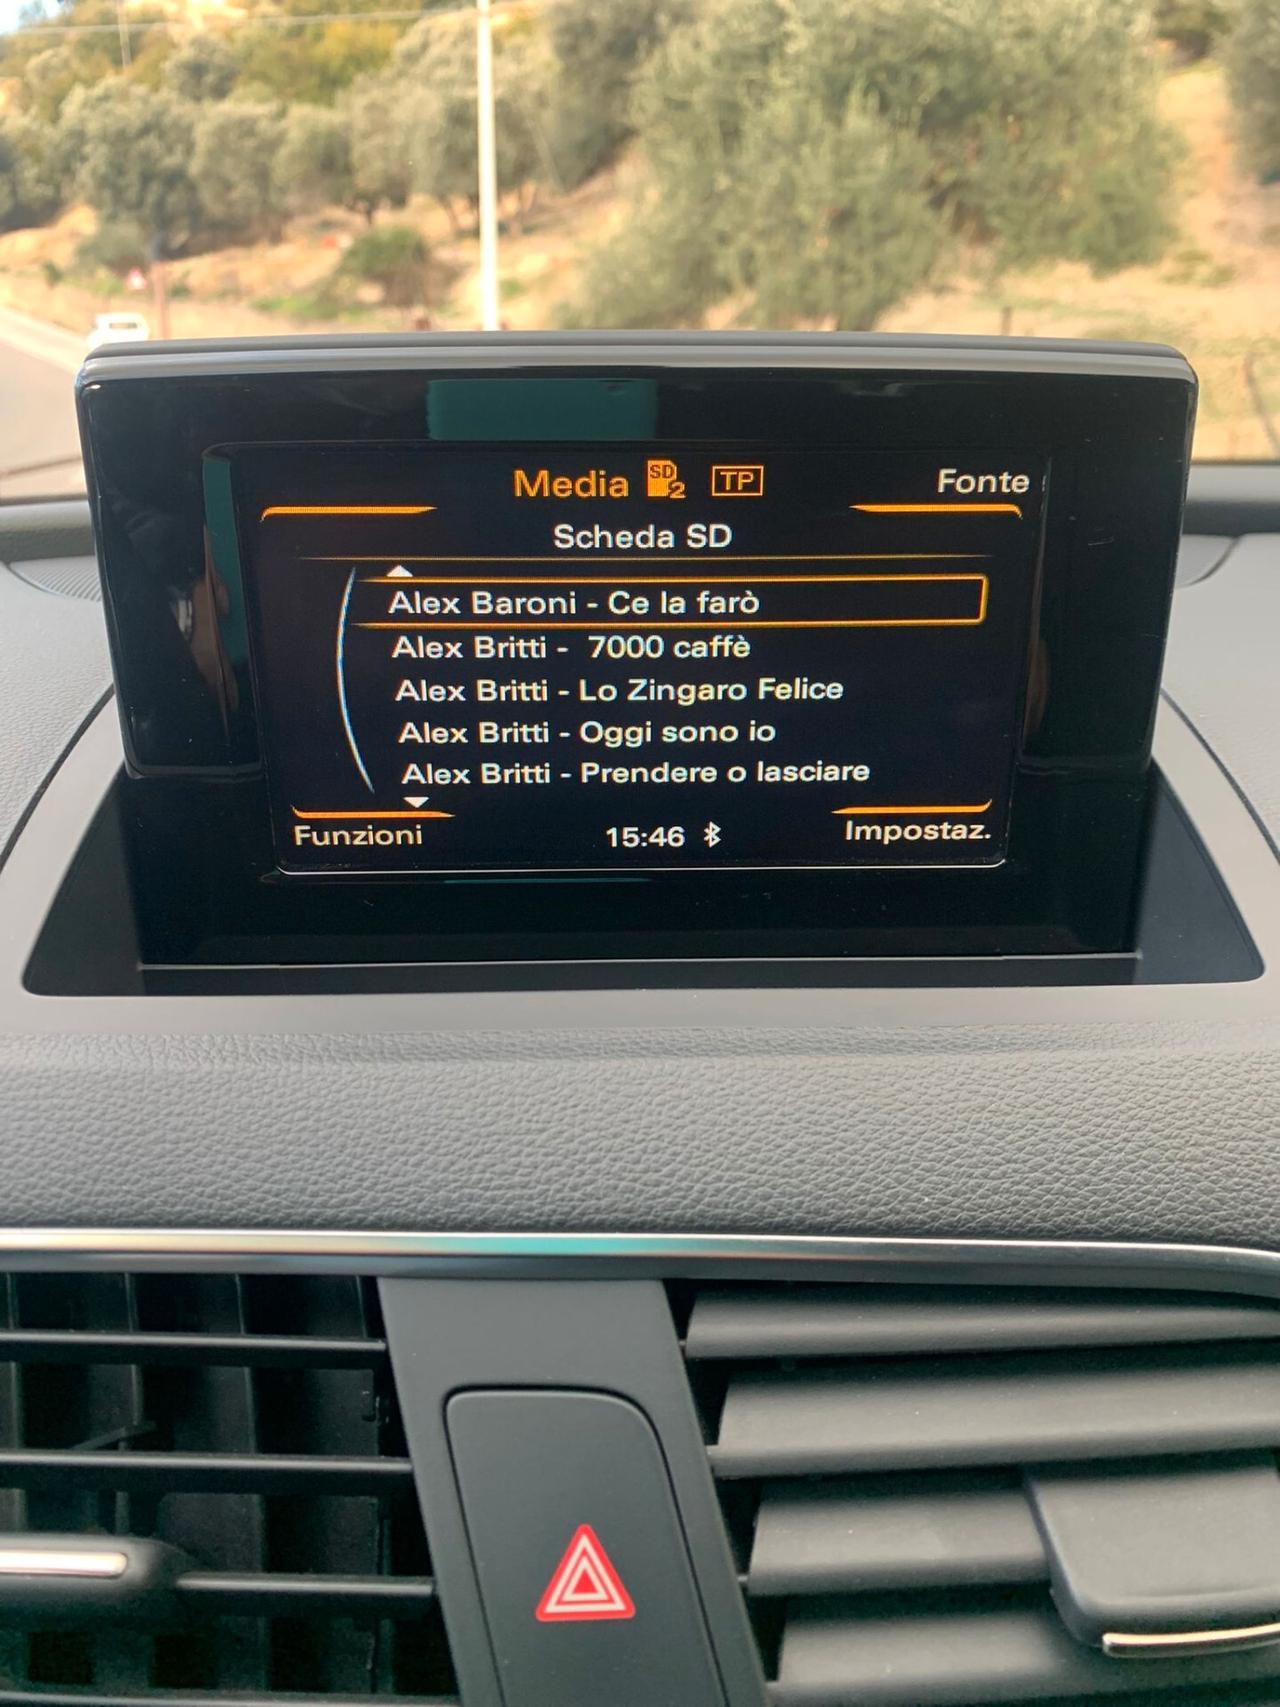 Media SD 2 TP Fonte
Scheda SD
Alex Baroni - Ce la farò
Alex Britti - 7000 caffè
Alex Britti - Lo Zingaro Felice
Alex Britti - Oggi sono io
Alex Britti - Prendere o lasciare
Funzioni 15:46 Impostaz.